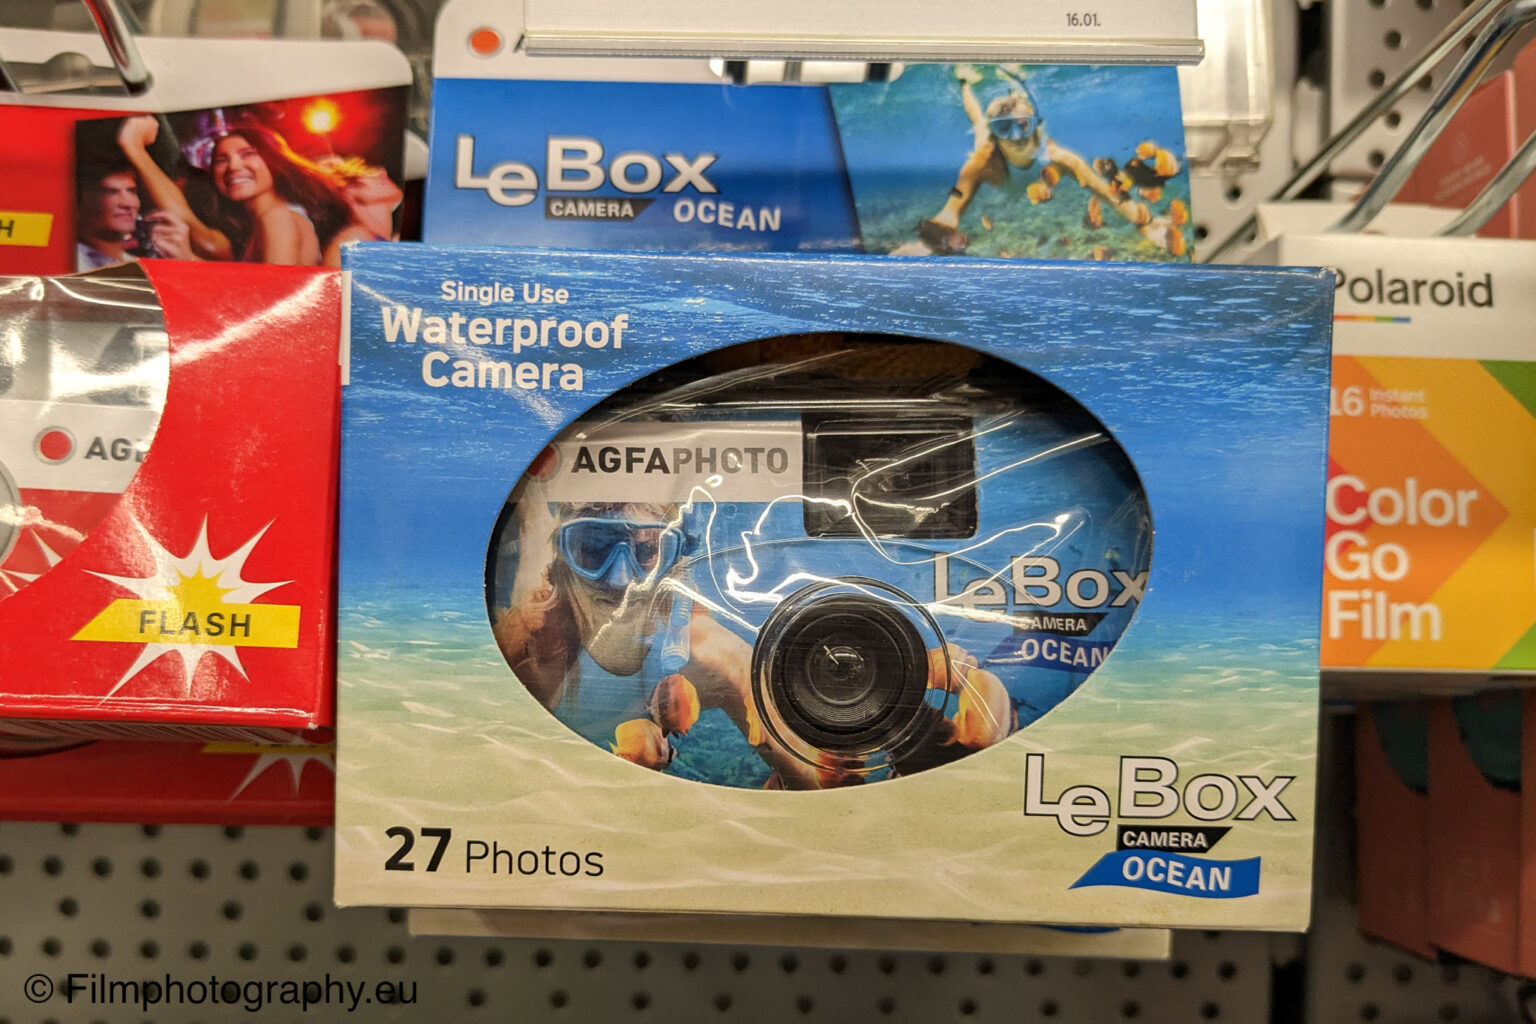 16.01.
LeBox
CAMERA
OCEAN
H
Single Use
Waterproof
Camera
AGFAPHOTO
LeBox
CAMERA
OCEAN
27 Photos
LeBox
CAMERA
OCEAN
AGF
FLASH
Polaroid
16 Instant
Photos
Color
Go
Film
© Filmphotography.eu